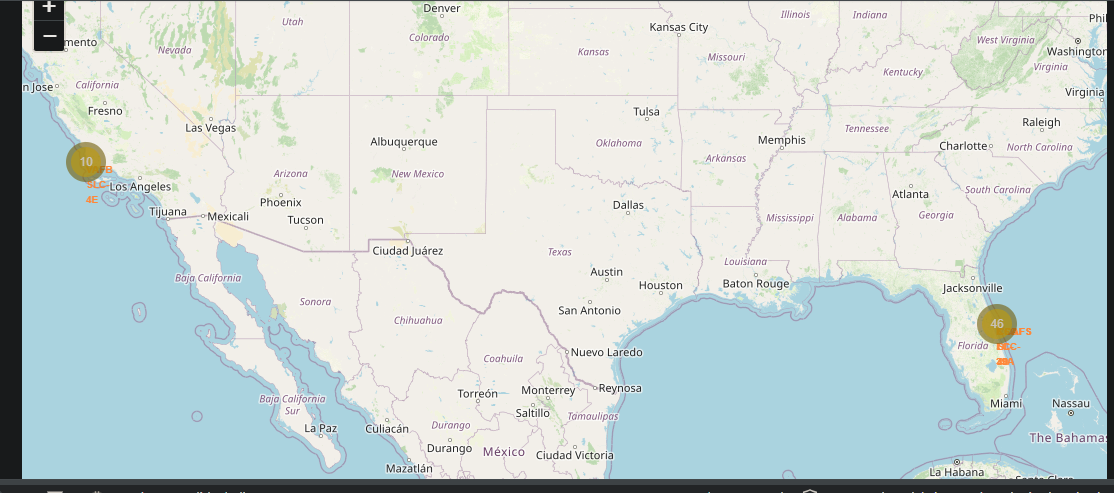 +
−
Denver
Utah
Colorado
Nevada
Kansas City
Kansas
Missouri
Illinois
Indiana
West Virginia
Washington
Virginia
Kentucky
California
Fresno
Las Vegas
Tulsa
Albuquerque
Oklahoma
Memphis
Tennessee
Raleigh
Charlotte
North Carolina
10
Los Angeles
SLC
4E
Arizona
New Mexico
Arkansas
Atlanta
South Carolina
Phoenix
Tijuana
Mexicali
Tucson
Dallas
Mississippi
Alabama
Georgia
Ciudad Juárez
Texas
Louisiana
Baja California
Austin
Houston
Baton Rouge
Jacksonville
Sonora
San Antonio
Chihuahua
46
Florida
Coahuila
Nuevo Laredo
Torreón
Monterrey
Reynosa
Baja California
Sur
Saltillo
Tamaulipas
Miami
Nassau
La Paz
Culiacán
Durango
Durango
México
Ciudad Victoria
The Bahamas
Mazatlán
La Habana